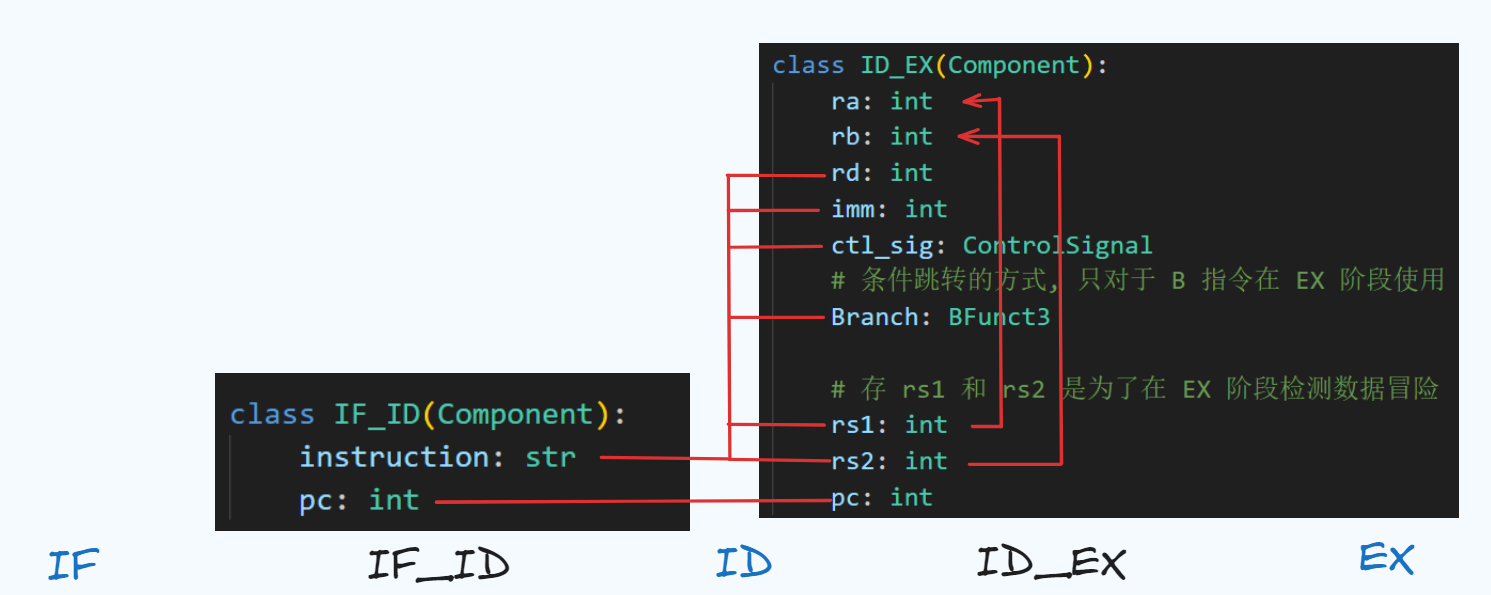 class ID_EX(Component):
ra: int
rb: int
rd: int
imm: int
ctl_sig: ControlSignal
# 条件跳转的方式, 只对于 B 指令在 EX 阶段使用
Branch: BFunct3
# 存 rs1 和 rs2 是为了在 EX 阶段检测数据冒险
rs1: int
rs2: int
pc: int
class IF_ID(Component):
instruction: str
pc: int
IF IF_ID ID ID_EX EX